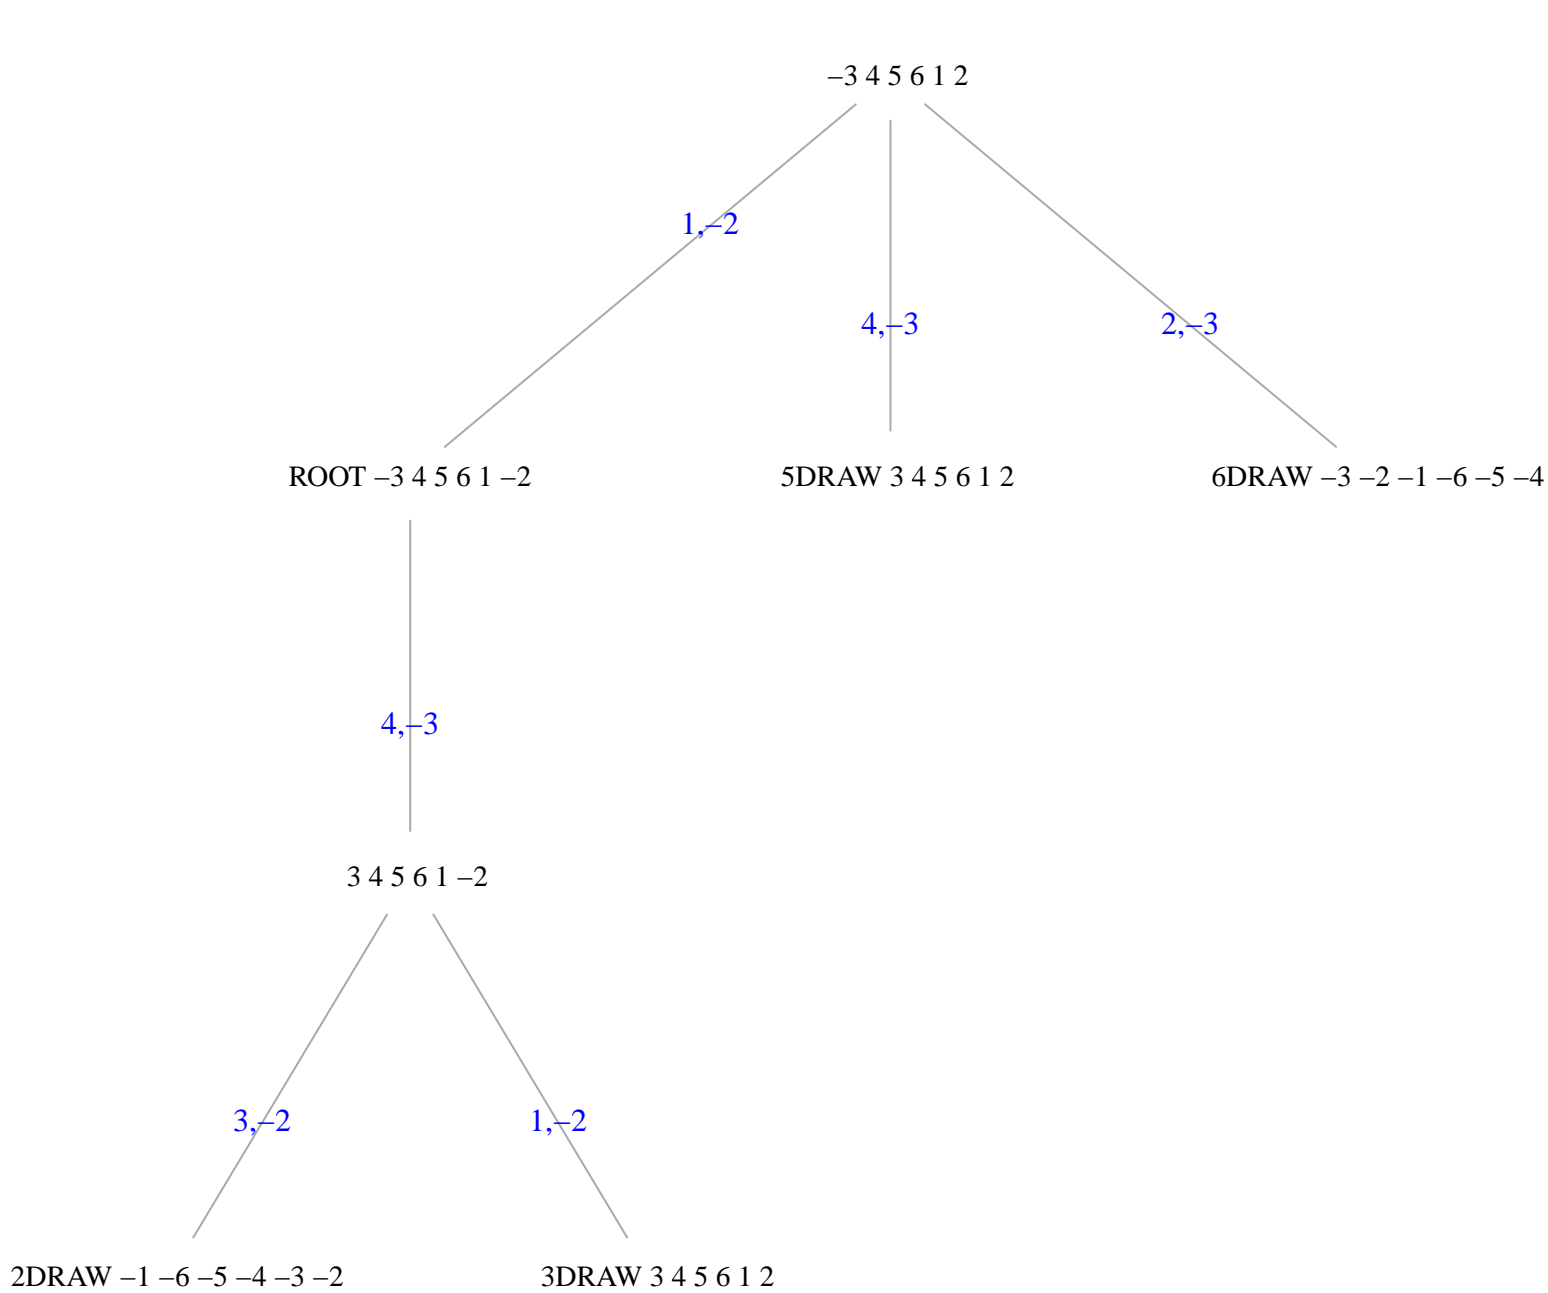 –3 4 5 6 1 2
1,–2
4,–3
2,–3
ROOT –3 4 5 6 1 –2
5DRAW 3 4 5 6 1 2
6DRAW –3 –2 –1 –6 –5 –4
4,–3
3 4 5 6 1 –2
3,–2
1,–2
2DRAW –1 –6 –5 –4 –3 –2
3DRAW 3 4 5 6 1 2